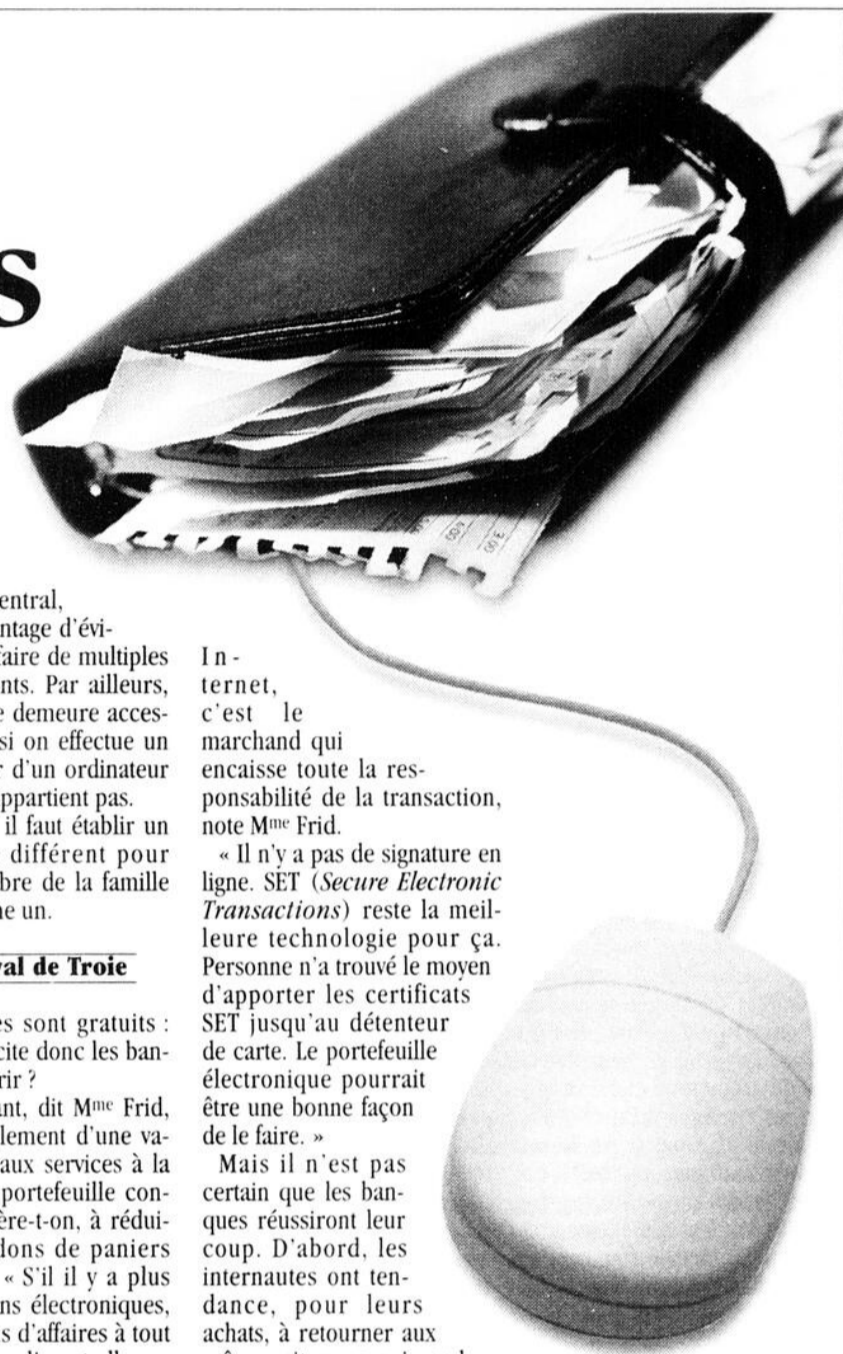 s
entral,
ntage d'évi-
faire de multiples
nts. Par ailleurs,
e demeure acces-
si on effectue un
r d'un ordinateur
ppartient pas.
il faut établir un
différent pour
bre de la famille
ne un.
val de Troie
es sont gratuits :
cite donc les ban-
rir ?
nt, dit Mme Frid,
lement d'une va-
aux services à la
portefeuille con-
ère-t-on, à rédui-
dons de paniers
« S'il il y a plus
ns électroniques,
s d'affaires à tout
In-
ternet,
c'est le
marchand qui
encaisse toute la res-
ponsabilité de la transaction,
note Mme Frid.
« Il n'y a pas de signature en
ligne. SET (Secure Electronic
Transactions) reste la meil-
leure technologie pour ça.
Personne n'a trouvé le moyen
d'apporter les certificats
SET jusqu'au détenteur
de carte. Le portefeuille
électronique pourrait
être une bonne façon
de le faire. »
Mais il n'est pas
certain que les ban-
ques réussiront leur
coup. D'abord, les
internautes ont ten-
dance, pour leurs
achats, à retourner aux